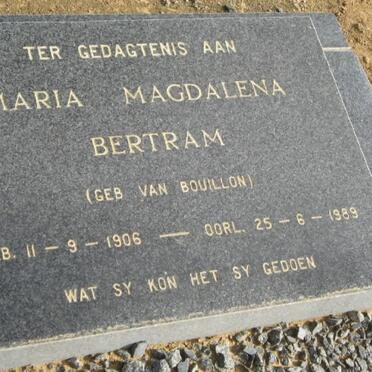 TER GEDAGTENIS AAN
MARIA MAGDALENA
BERTRAM
(GEB VAN BOUILLON)
B. 11 - 9 - 1906 — OORL. 25 - 6 - 1989
WAT SY KON HET SY GEDOEN